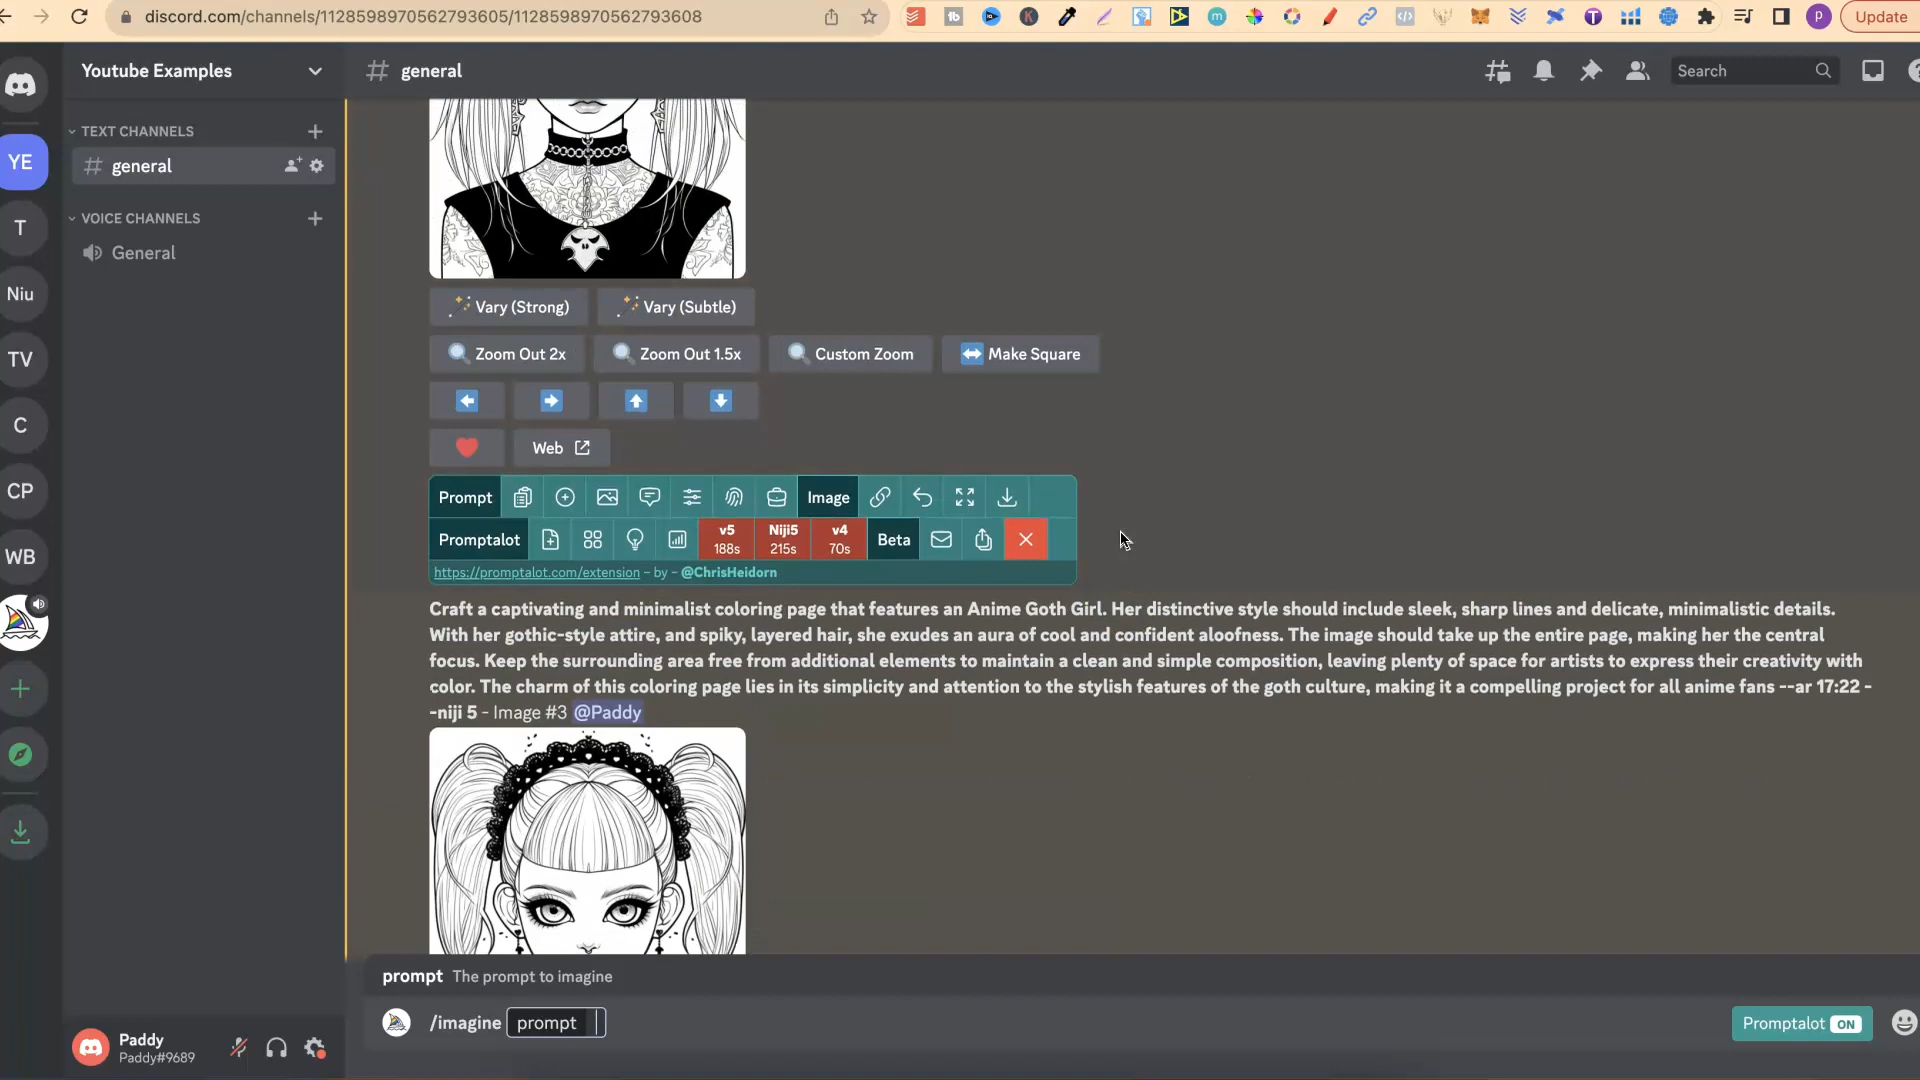 discord.com/channels/1128598970562793605/1128598970562793608
Update
Youtube Examples
general
Search
TEXT CHANNELS
general
VOICE CHANNELS
General
YE
T
Niu
TV
C
CP
WB
Vary (Strong)
Vary (Subtle)
Zoom Out 2x
Zoom Out 1.5x
Custom Zoom
Make Square
Web
Prompt
Image
Promptalot
v5
188s
Niji5
215s
v4
70s
Beta
https://promptalot.com/extension - by - @ChrisHeidorn
Craft a captivating and minimalist coloring page that features an Anime Goth Girl. Her distinctive style should include sleek, sharp lines and delicate, minimalistic details.
With her gothic-style attire, and spiky, layered hair, she exudes an aura of cool and confident aloofness. The image should take up the entire page, making her the central
focus. Keep the surrounding area free from additional elements to maintain a clean and simple composition, leaving plenty of space for artists to express their creativity with
color. The charm of this coloring page lies in its simplicity and attention to the stylish features of the goth culture, making it a compelling project for all anime fans --ar 17:22 -
-niji 5 - Image #3 @Paddy
prompt The prompt to imagine
/imagine prompt
Promptalot ON
Paddy
Paddy#9689